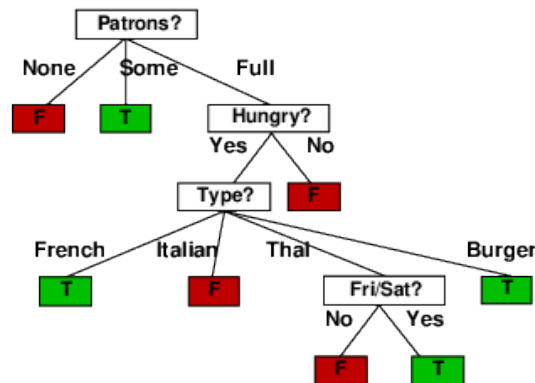 Patrons?
None Some Full
F T Hungry?
Yes No
Type? F
French Italian Thai Burger
T F Fri/Sat? T
No Yes
F T